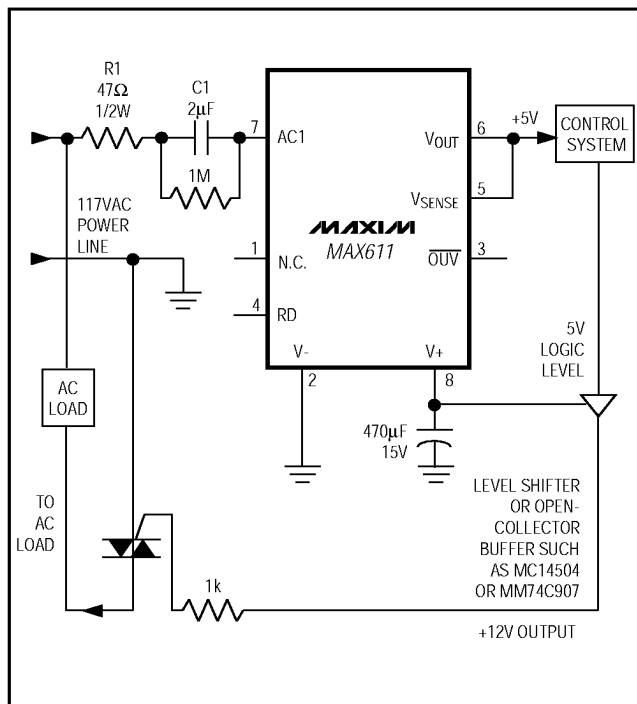 R1
47Ω
1/2W
C1
2µF
7
AC1
1M
117VAC
POWER
LINE
1
N.C.
4
RD
MAXIM
MAX611
V-
2
V+
8
VOUT
6
VSENSE
5
OUV
3
+5V
CONTROL
SYSTEM
5V
LOGIC
LEVEL
AC
LOAD
470µF
15V
TO
AC
LOAD
1k
LEVEL SHIFTER
OR OPEN-
COLLECTOR
BUFFER SUCH
AS MC14504
OR MM74C907
+12V OUTPUT